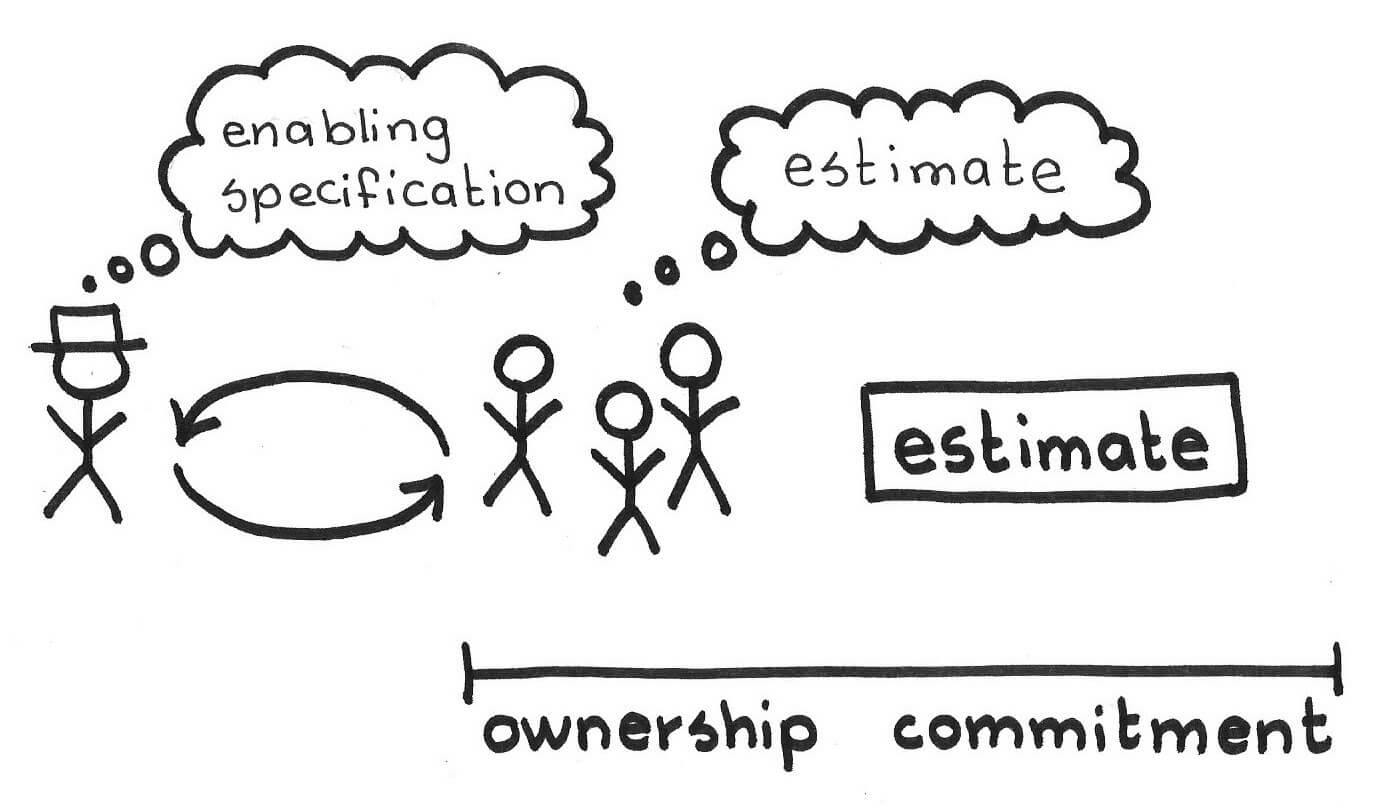 enabling
specification
estimate
estimate
ownership commitment